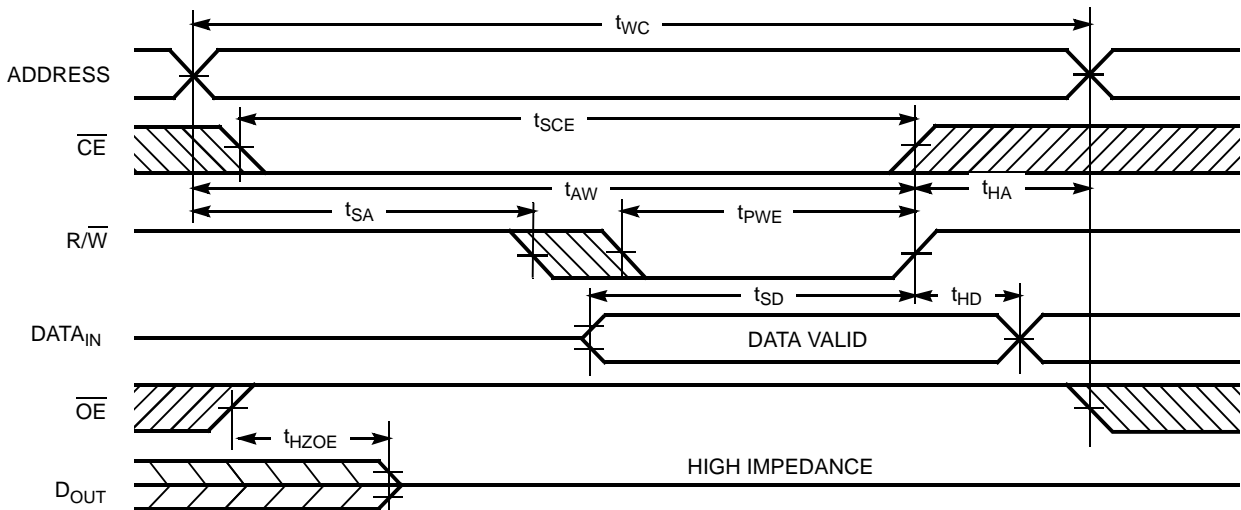 tWC
ADDRESS
tSCE
CE
tAW
tHA
tSA
tPWE
R/W
tSD
tHD
DATAIN
DATA VALID
OE
tHZOE
HIGH IMPEDANCE
DOUT